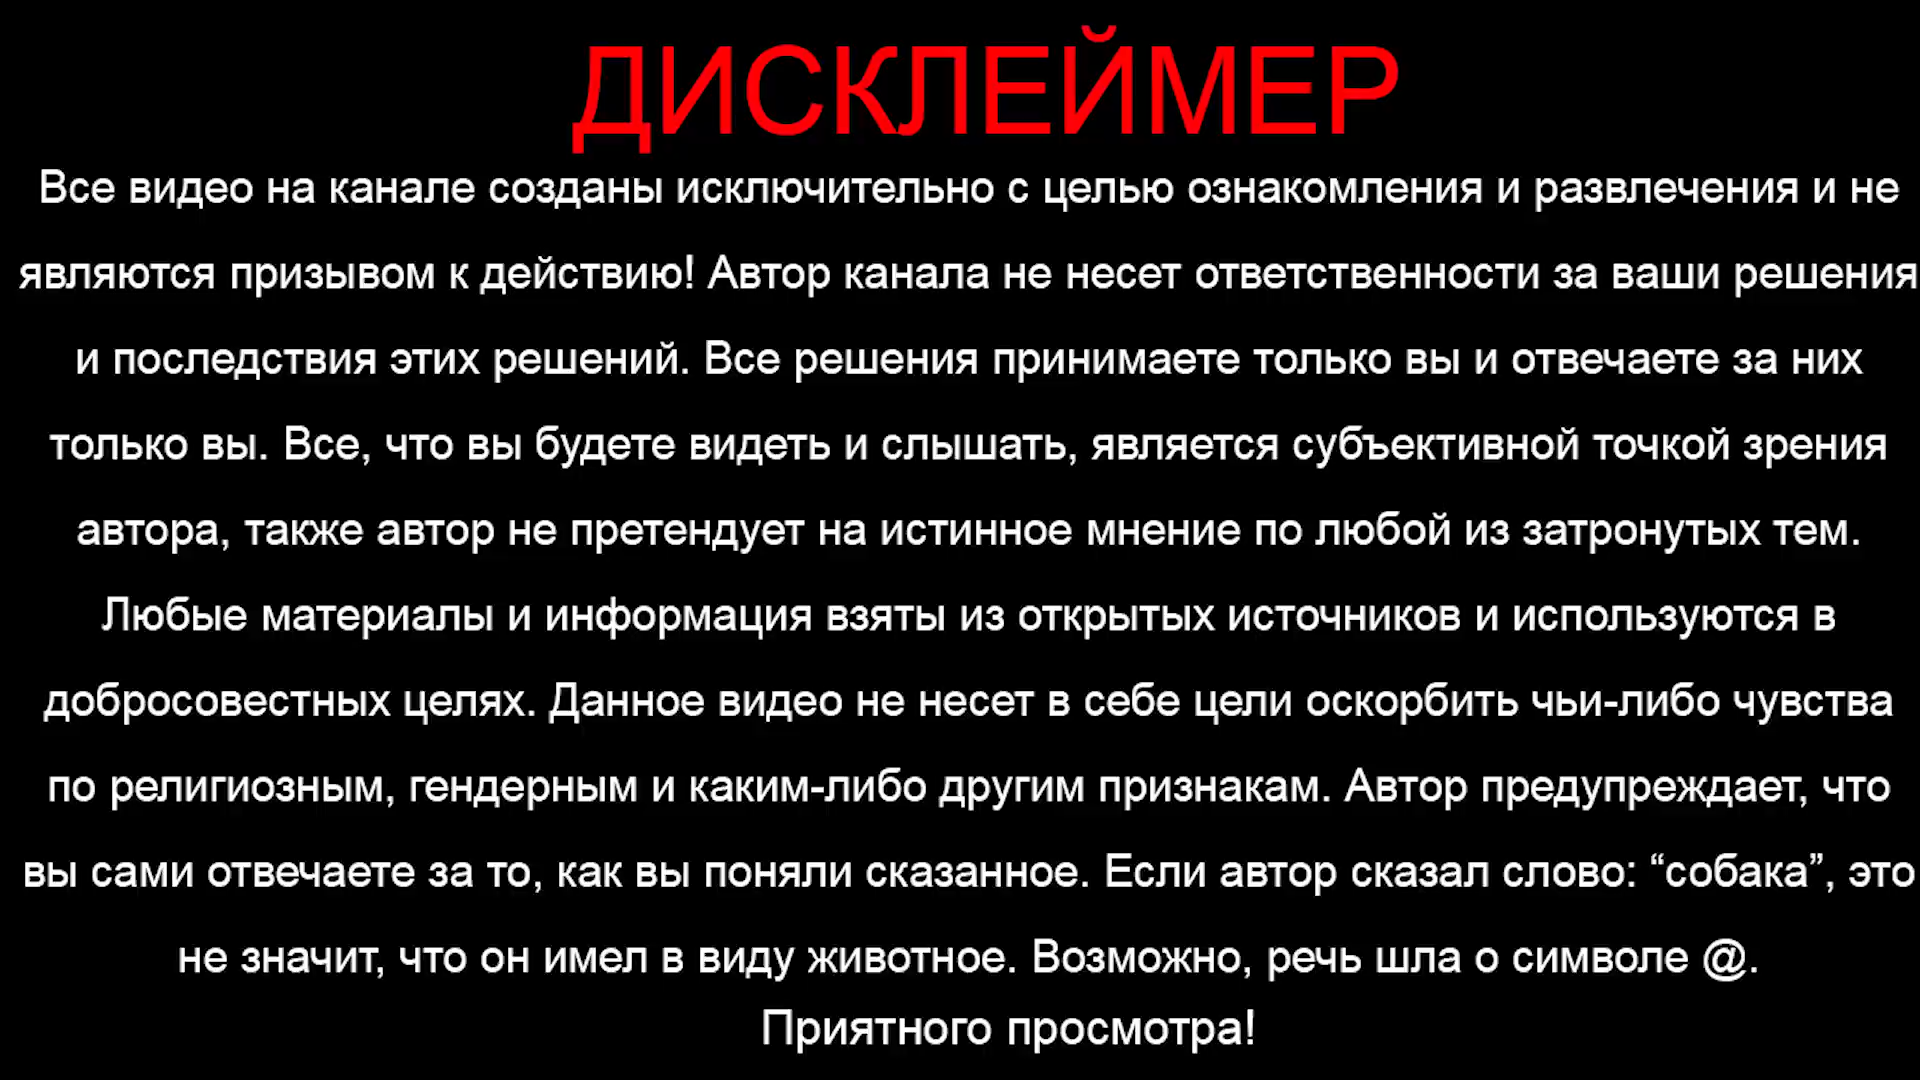 ДИСКЛЕЙМЕР
Все видео на канале созданы исключительно с целью ознакомления и развлечения и не
являются призывом к действию! Автор канала не несет ответственности за ваши решения
и последствия этих решений. Все решения принимаете только вы и отвечаете за них
только вы. Все, что вы будете видеть и слышать, является субъективной точкой зрения
автора, также автор не претендует на истинное мнение по любой из затронутых тем.
Любые материалы и информация взяты из открытых источников и используются в
добросовестных целях. Данное видео не несет в себе цели оскорбить чьи-либо чувства
по религиозным, гендерным и каким-либо другим признакам. Автор предупреждает, что
вы сами отвечаете за то, как вы поняли сказанное. Если автор сказал слово: “собака”, это
не значит, что он имел в виду животное. Возможно, речь шла о символе @.
Приятного просмотра!